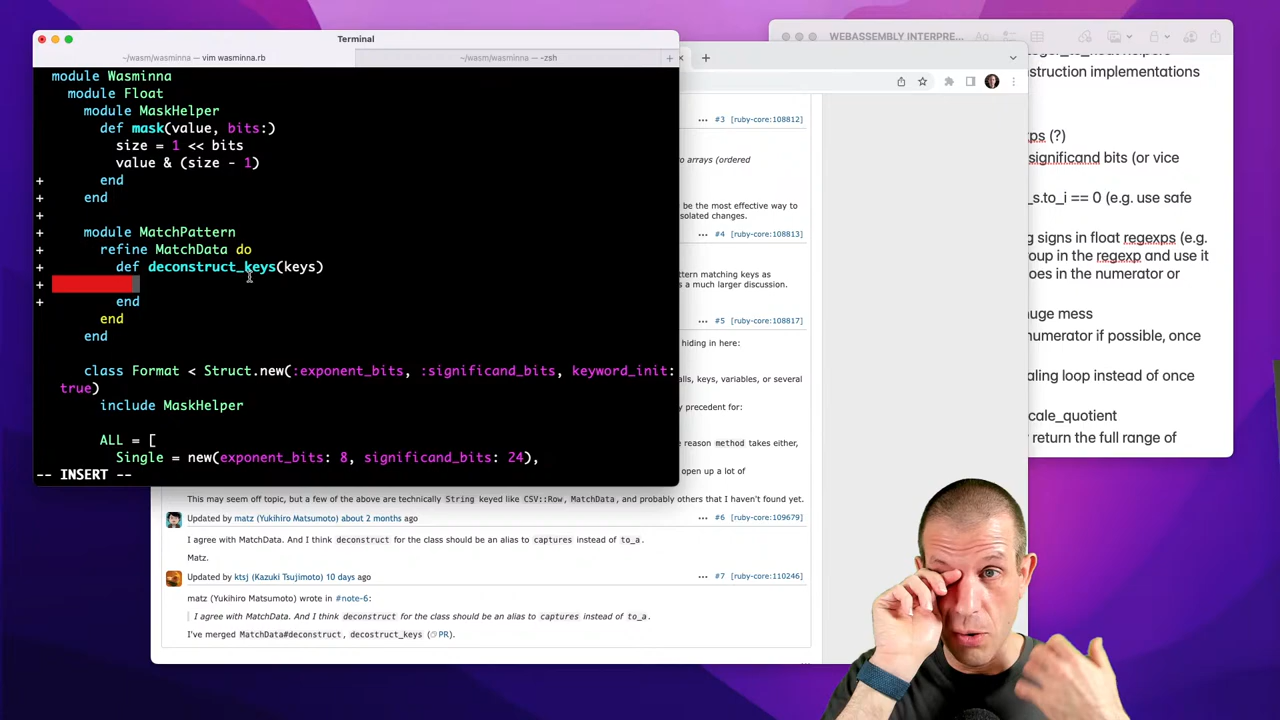 Terminal
~/wasm/wasminna — vim wasminna.rb
~/wasm/wasminna — -zsh
module Wasminna
module Float
module MaskHelper
def mask(value, bits:)
size = 1 << bits
value & (size - 1)
+ end
+ end
+
+ module MatchPattern
+ refine MatchData do
+ def deconstruct_keys(keys)
+
+ end
end
end
class Format < Struct.new(:exponent_bits, :significand_bits, keyword_init:
true)
include MaskHelper
ALL = [
Single = new(exponent_bits: 8, significand_bits: 24),
-- INSERT --
#3 [ruby-core:108812]
to arrays (ordered
be the most effective way to
solated changes.
#4 [ruby-core:108813]
ttern matching keys as
s a much larger discussion.
#5 [ruby-core:108817]
hiding in here:
alls, keys, variables, or several
y precedent for:
e reason method takes either,
open up a lot of
This may seem off topic, but a few of the above are technically String keyed like CSV::Row, MatchData, and probably others that I haven't found yet.
Updated by matz (Yukihiro Matsumoto) about 2 months ago
#6 [ruby-core:109679]
I agree with MatchData. And I think deconstruct for the class should be an alias to captures instead of to_a.
Matz.
Updated by ktsj (Kazuki Tsujimoto) 10 days ago
#7 [ruby-core:110246]
matz (Yukihiro Matsumoto) wrote in #note-6:
I agree with MatchData. And I think deconstruct for the class should be an alias to captures instead of to_a.
I've merged MatchData#deconstruct, decostruct_keys (PR).
WEBASSEMBLY INTERPRE...
nstruction implementations
xps (?)
significand bits (or vice
_s.to_i == 0 (e.g. use safe
g signs in float regexps (e.g.
oup in the regexp and use it
oes in the numerator or
huge mess
numerator if possible, once
aling loop instead of once
cale_quotient
r return the full range of